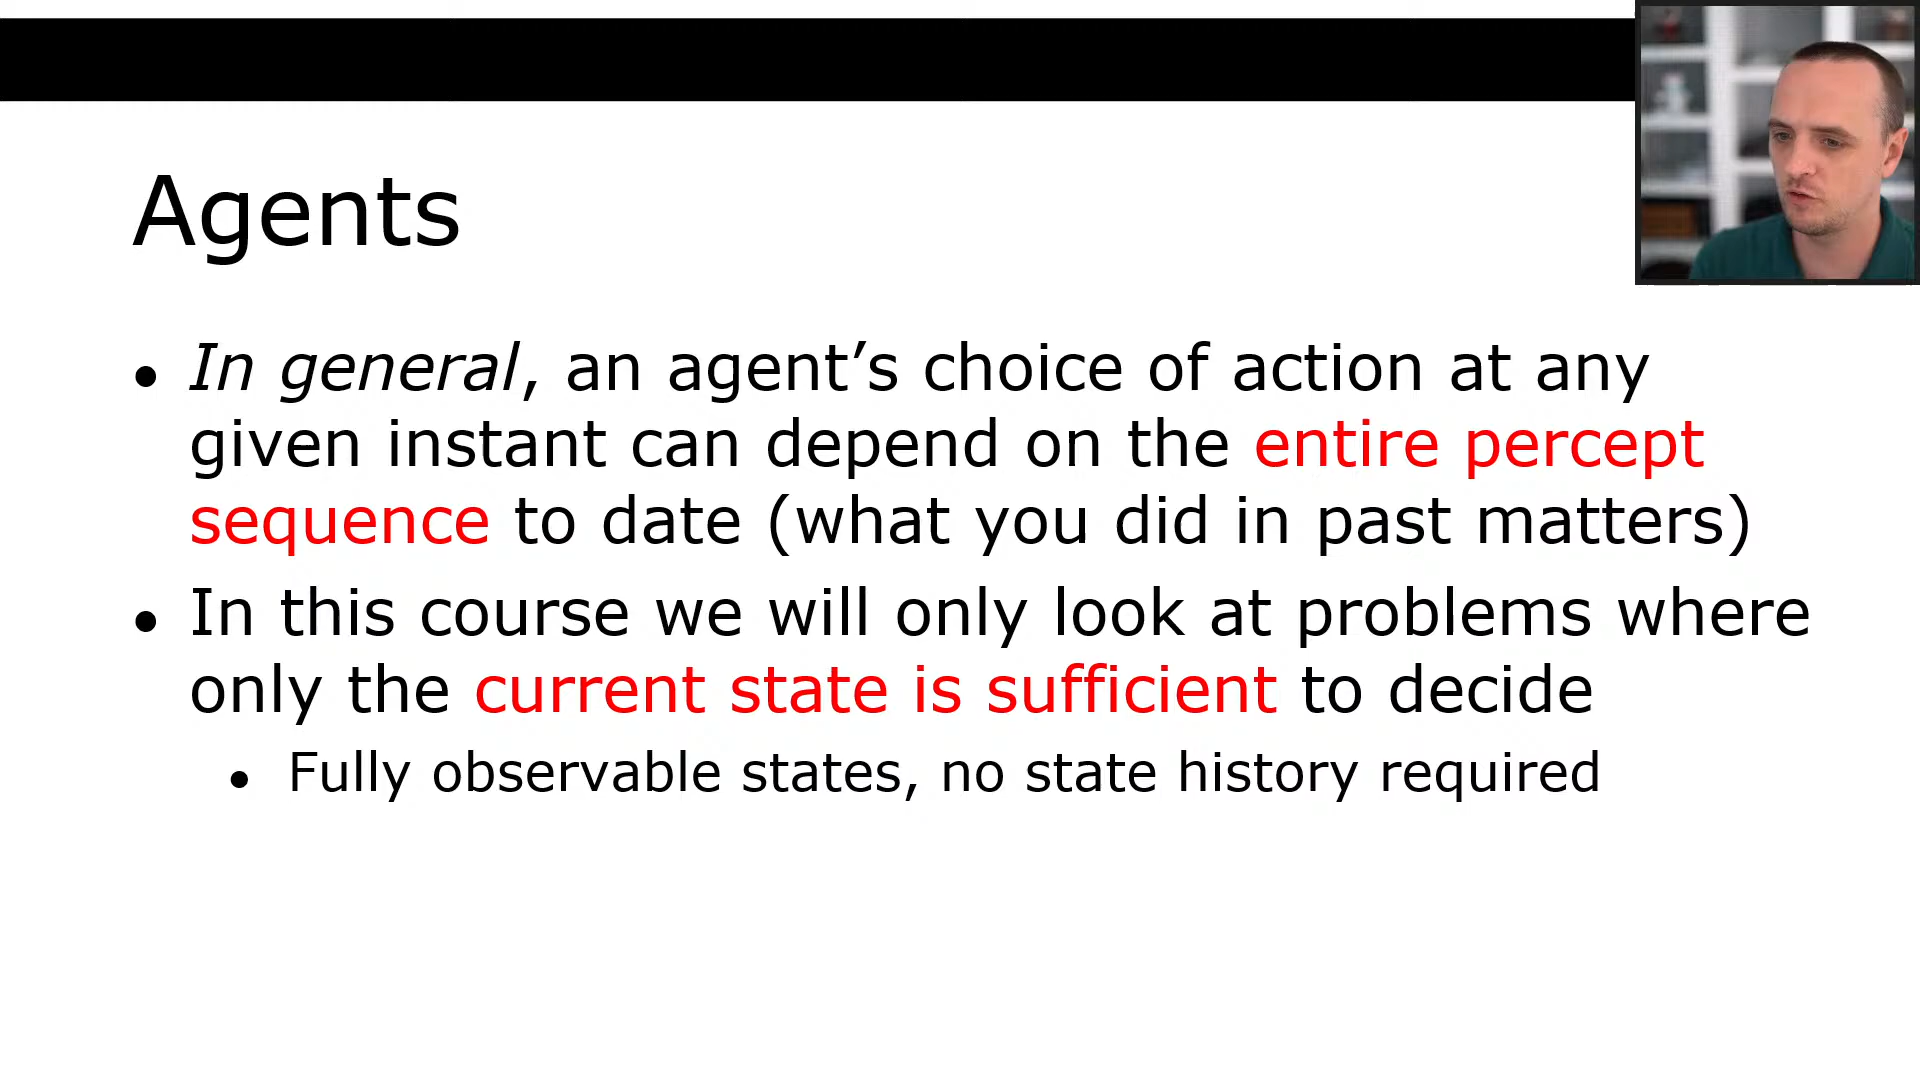 Agents
• In general, an agent’s choice of action at any
given instant can depend on the entire percept
sequence to date (what you did in past matters)
• In this course we will only look at problems where
only the current state is sufficient to decide
• Fully observable states, no state history required